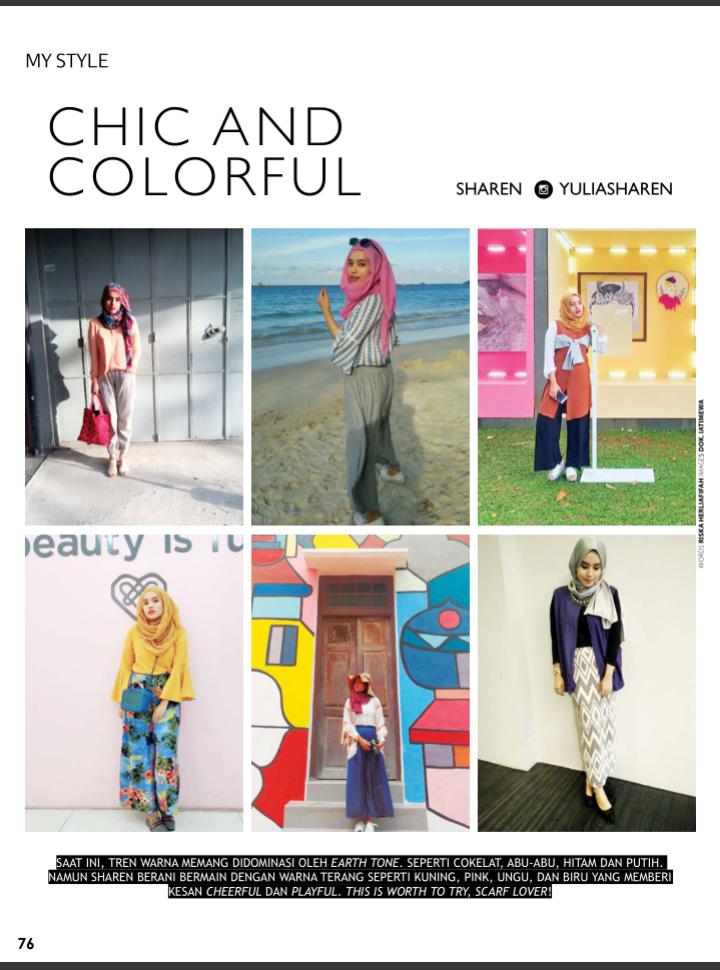 MY STYLE
CHIC AND
COLORFUL
SHAREN YULIASHAREN
WORDS RISKA HERLIAFIFAH IMAGES DOK. IATIMEWA
JOY
beauty is fu
SAAT INI, TREN WARNA MEMANG DIDOMINASI OLEH EARTH TONE. SEPERTI COKELAT, ABU-ABU, HITAM DAN PUTIH.
NAMUN SHAREN BERANI BERMAIN DENGAN WARNA TERANG SEPERTI KUNING, PINK, UNGU, DAN BIRU YANG MEMBERI
KESAN CHEERFUL DAN PLAYFUL. THIS IS WORTH TO TRY, SCARF LOVER!
76